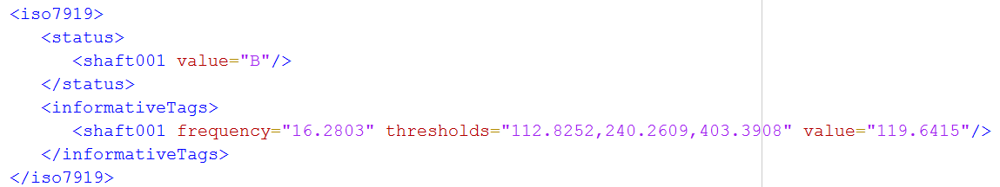 <iso7919>
<status>
<shaft001 value="B"/>
</status>
<informativeTags>
<shaft001 frequency="16.2803" thresholds="112.8252,240.2609,403.3908" value="119.6415"/>
</informativeTags>
</iso7919>